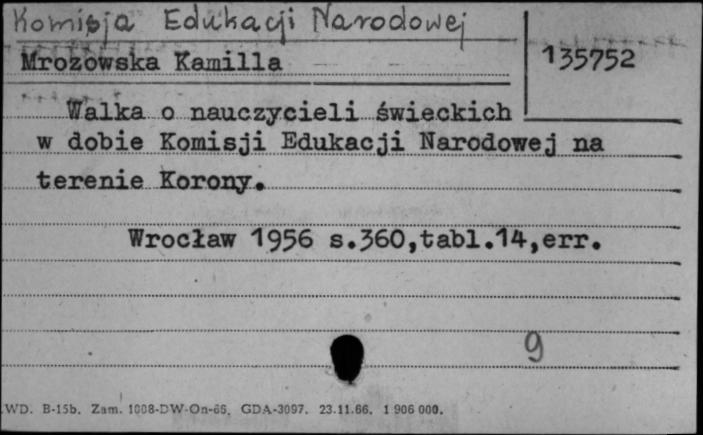 Komisja Edukacji Narodowej
Mrozowska Kamilla
135752
Walka o nauczycieli świeckich
w dobie Komisji Edukacji Narodowej na
terenie Korony.
Wrocław 1956 s.360,tabl.14,err.
9
WD. B-15b. Zam. 1008-DW-On-66. GDA-3097. 23.11.66. 1 906 000.